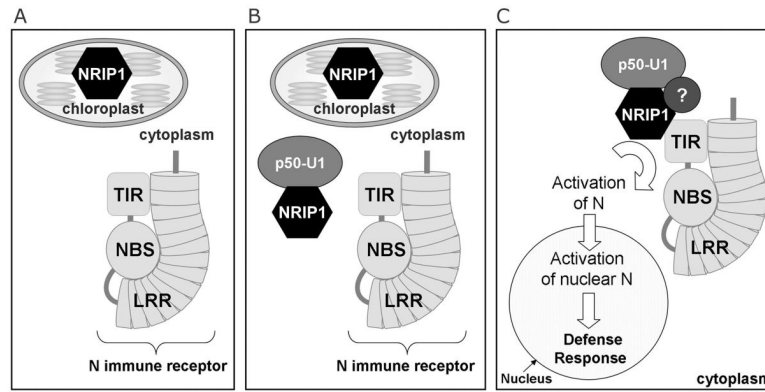 A
NRIP1
chloroplast
cytoplasm
TIR
NBS
LRR
N immune receptor
B
NRIP1
chloroplast
cytoplasm
p50-U1
NRIP1
TIR
NBS
LRR
N immune receptor
C
p50-U1
?
NRIP1
TIR
NBS
LRR
Activation
of N
Activation
of nuclear N
Defense
Response
Nucleus
cytoplasm